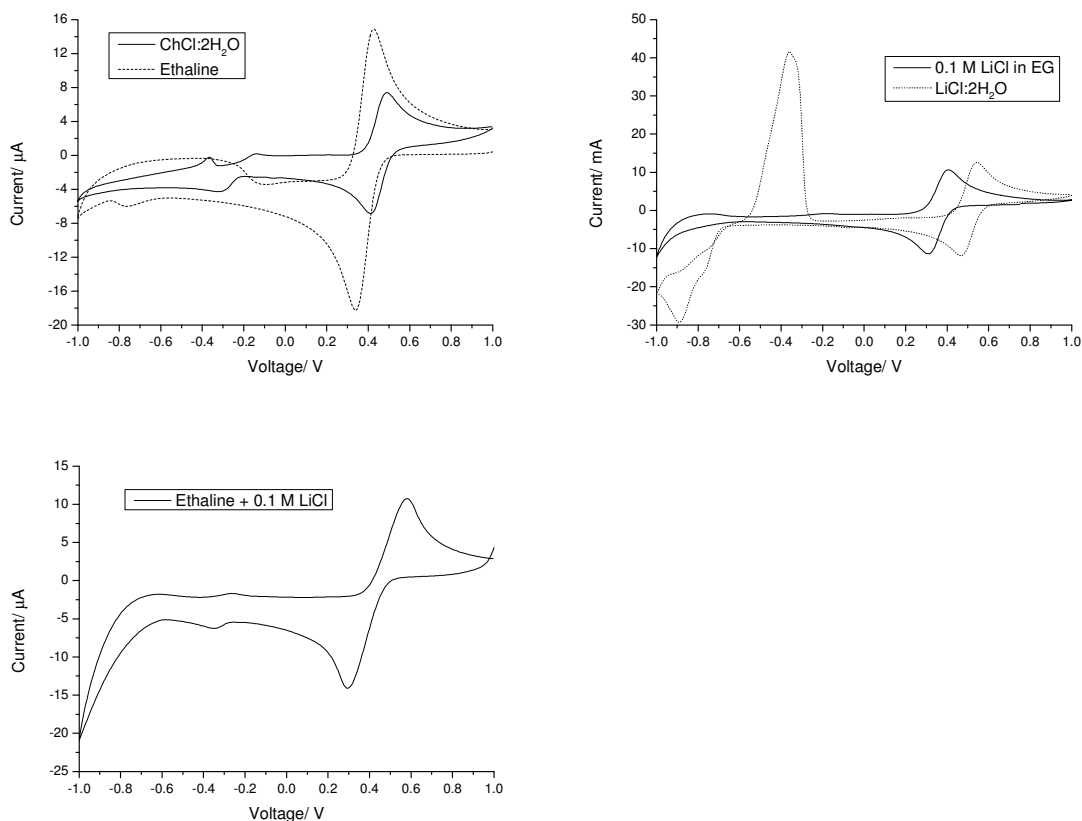 16
12
8
4
0
-4
-8
-12
-16
-20
Current/ μA
ChCl:2H₂O
Ethaline
-1.0 -0.8 -0.6 -0.4 -0.2 0.0 0.2 0.4 0.6 0.8 1.0
Voltage/ V
50
40
30
20
10
0
-10
-20
-30
Current/ mA
0.1 M LiCl in EG
LiCl:2H₂O
-1.0 -0.8 -0.6 -0.4 -0.2 0.0 0.2 0.4 0.6 0.8 1.0
Voltage/ V
15
10
5
0
-5
-10
-15
-20
-25
Current/ μA
Ethaline + 0.1 M LiCl
-1.0 -0.8 -0.6 -0.4 -0.2 0.0 0.2 0.4 0.6 0.8 1.0
Voltage/ V